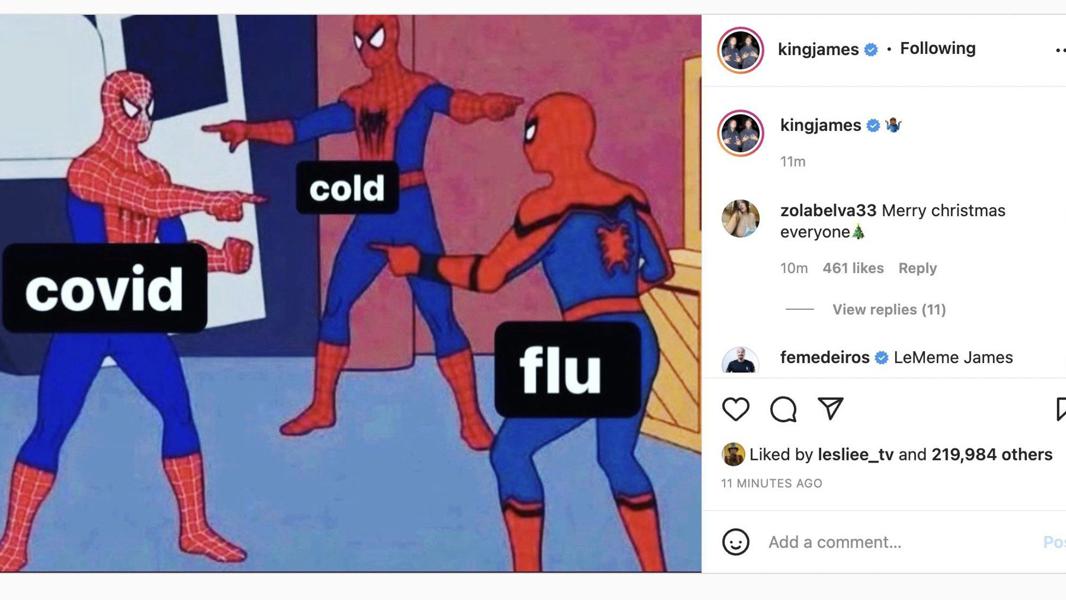 cold
covid
flu
kingjames • Following
kingjames 🤷🏾‍♂️
11m
zolabelva33 Merry christmas
everyone🎄
10m 461 likes Reply
View replies (11)
femedeiros LeMeme James
Liked by lesliee_tv and 219,984 others
11 MINUTES AGO
Add a comment...
Po